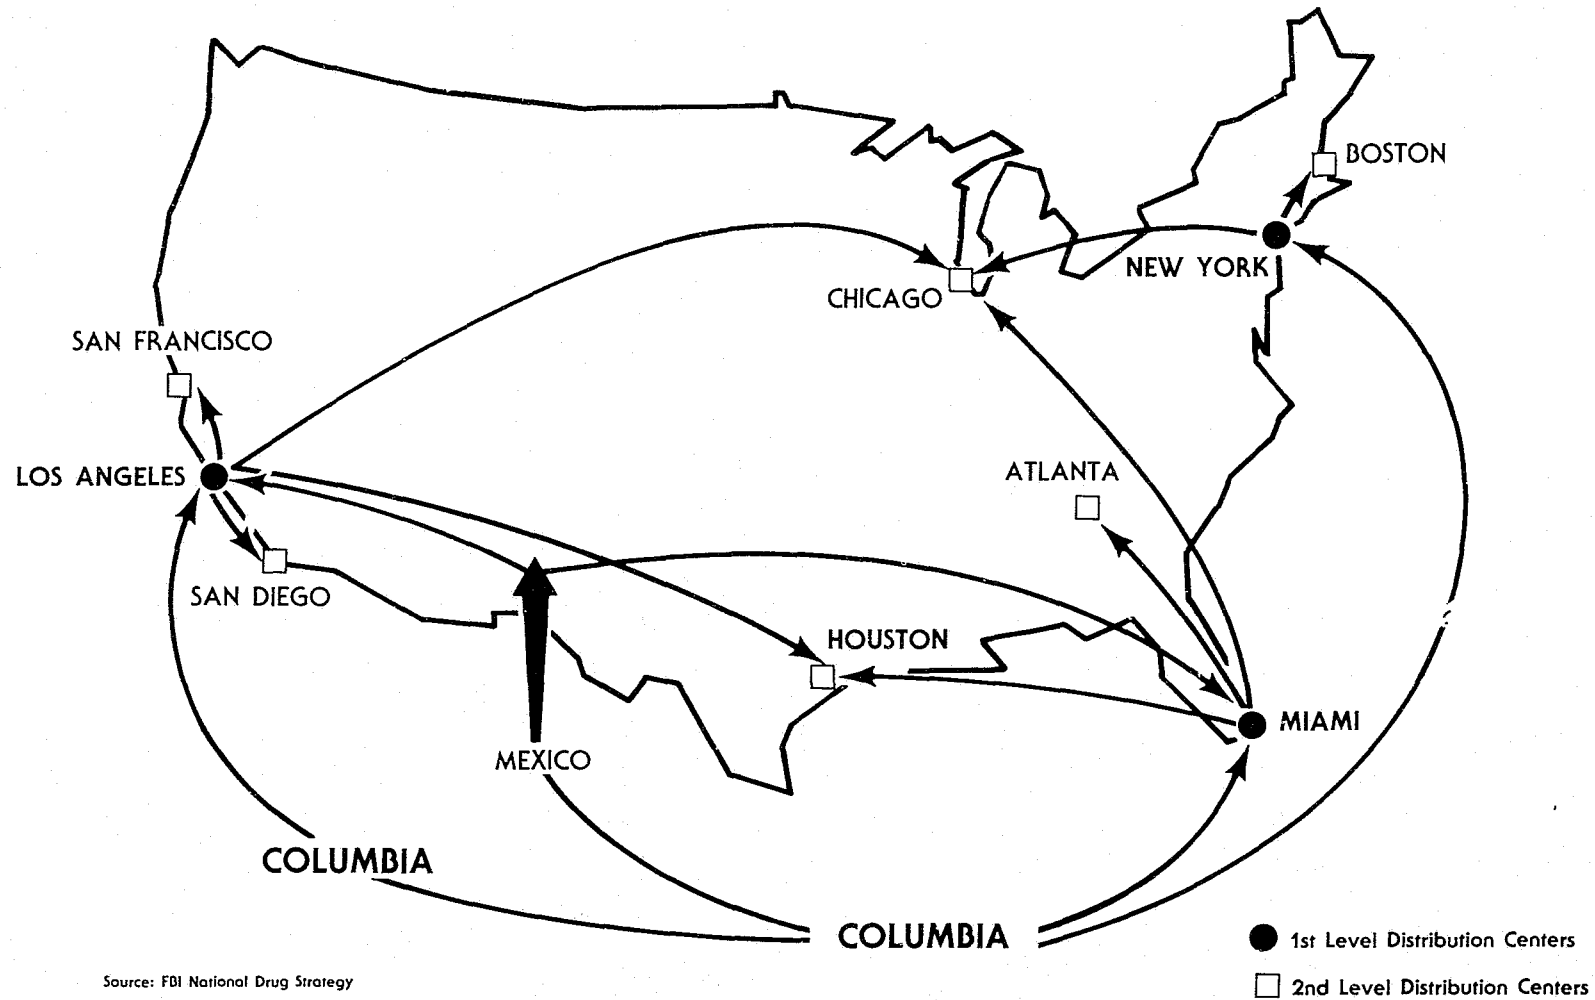 BOSTON
NEW YORK
CHICAGO
SAN FRANCISCO
LOS ANGELES
ATLANTA
SAN DIEGO
HOUSTON
MIAMI
MEXICO
COLUMBIA
COLUMBIA
1st Level Distribution Centers
2nd Level Distribution Centers
Source: FBI National Drug Strategy